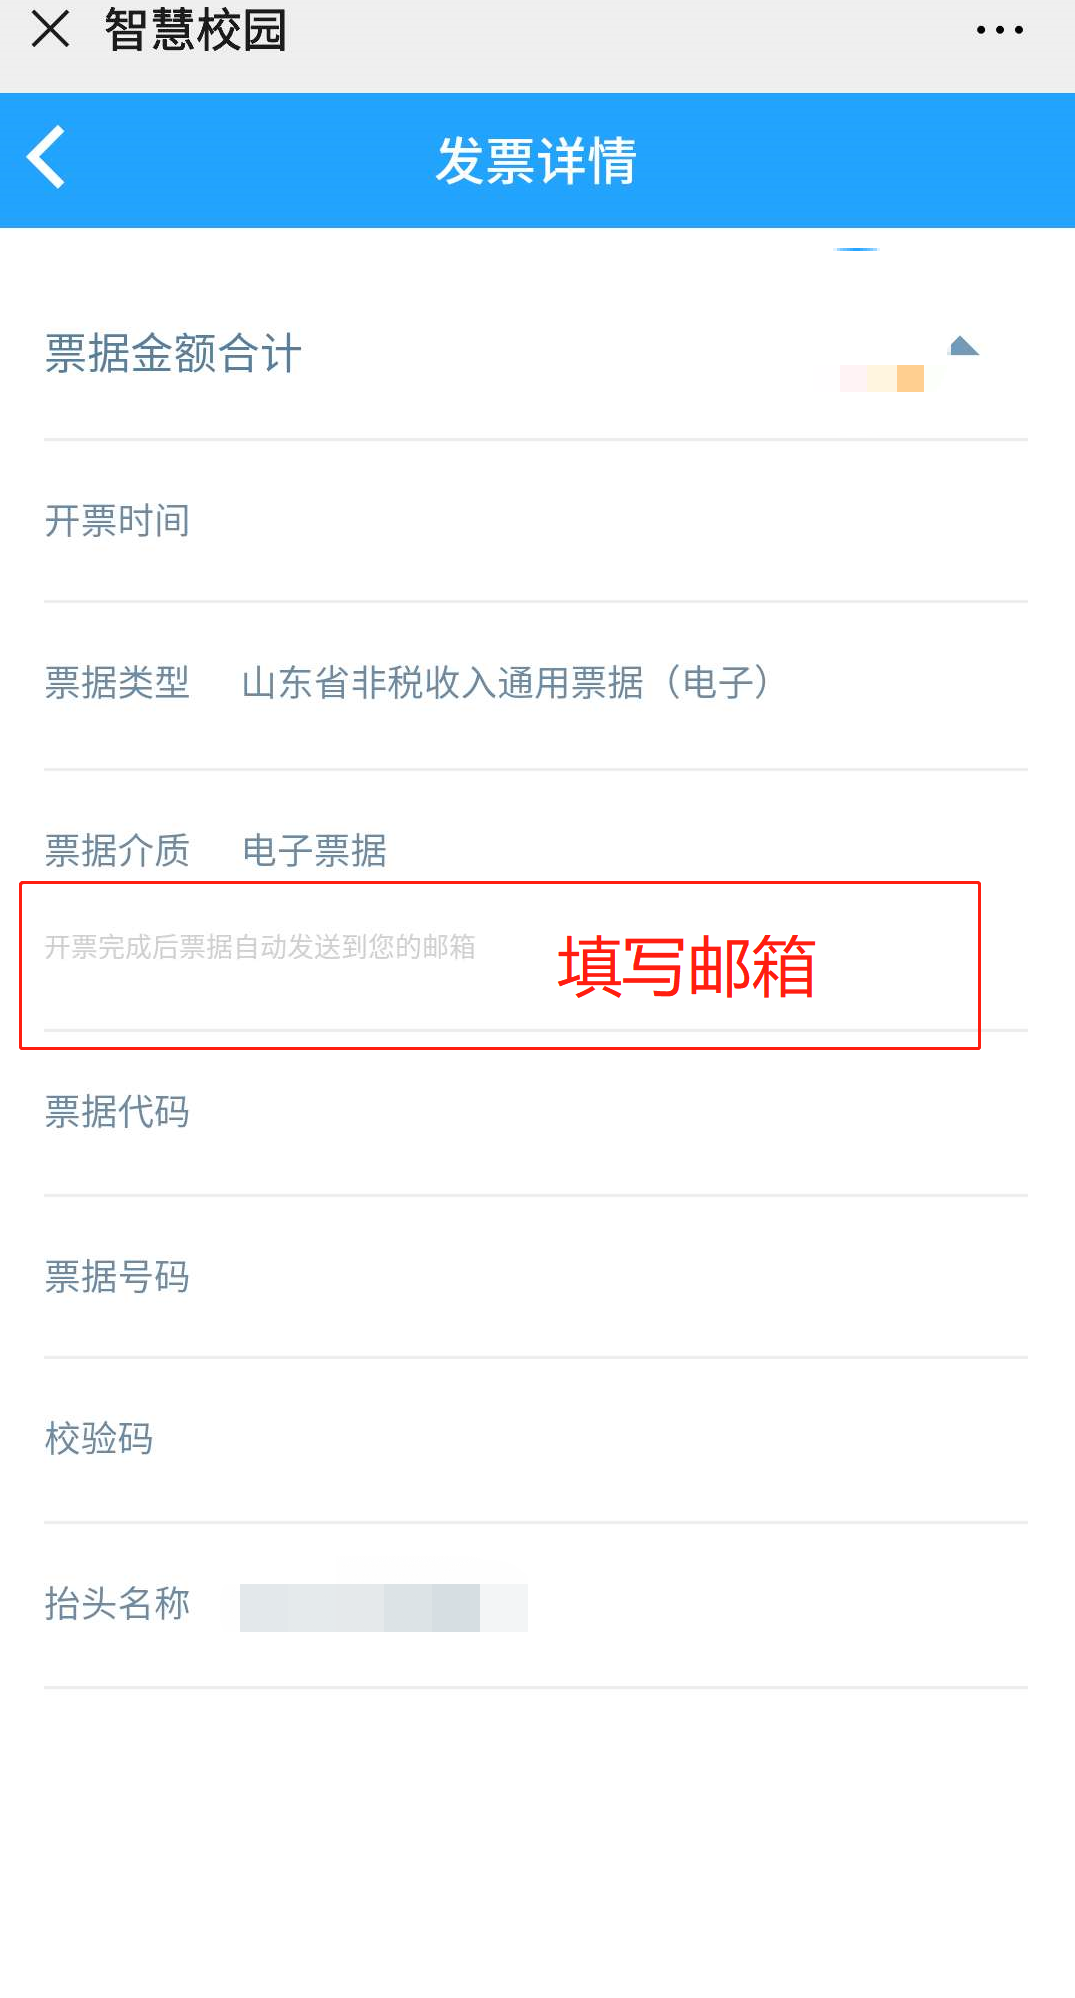 智慧校园
发票详情
票据金额合计
开票时间
票据类型 山东省非税收入通用票据（电子）
票据介质 电子票据
开票完成后票据自动发送到您的邮箱
填写邮箱
票据代码
票据号码
校验码
抬头名称